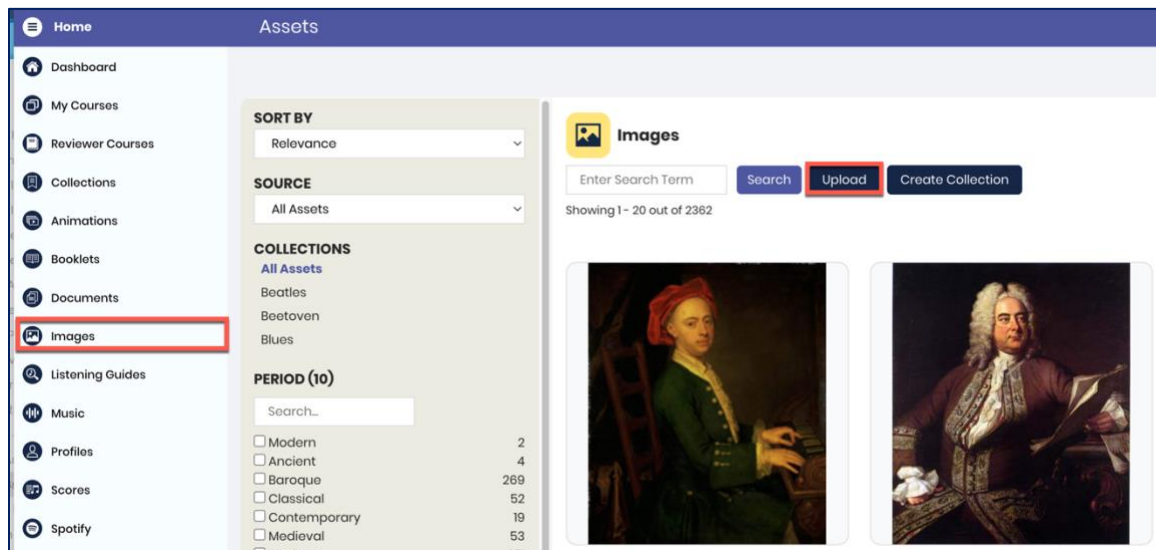 Home
Assets
Dashboard
My Courses
Reviewer Courses
Collections
Animations
Booklets
Documents
Images
Listening Guides
Music
Profiles
Scores
Spotify
SORT BY
Relevance
SOURCE
All Assets
COLLECTIONS
All Assets
Beatles
Beetoven
Blues
PERIOD (10)
Search...
Modern 2
Ancient 4
Baroque 269
Classical 52
Contemporary 19
Medieval 53
Images
Enter Search Term Search Upload Create Collection
Showing 1 - 20 out of 2362